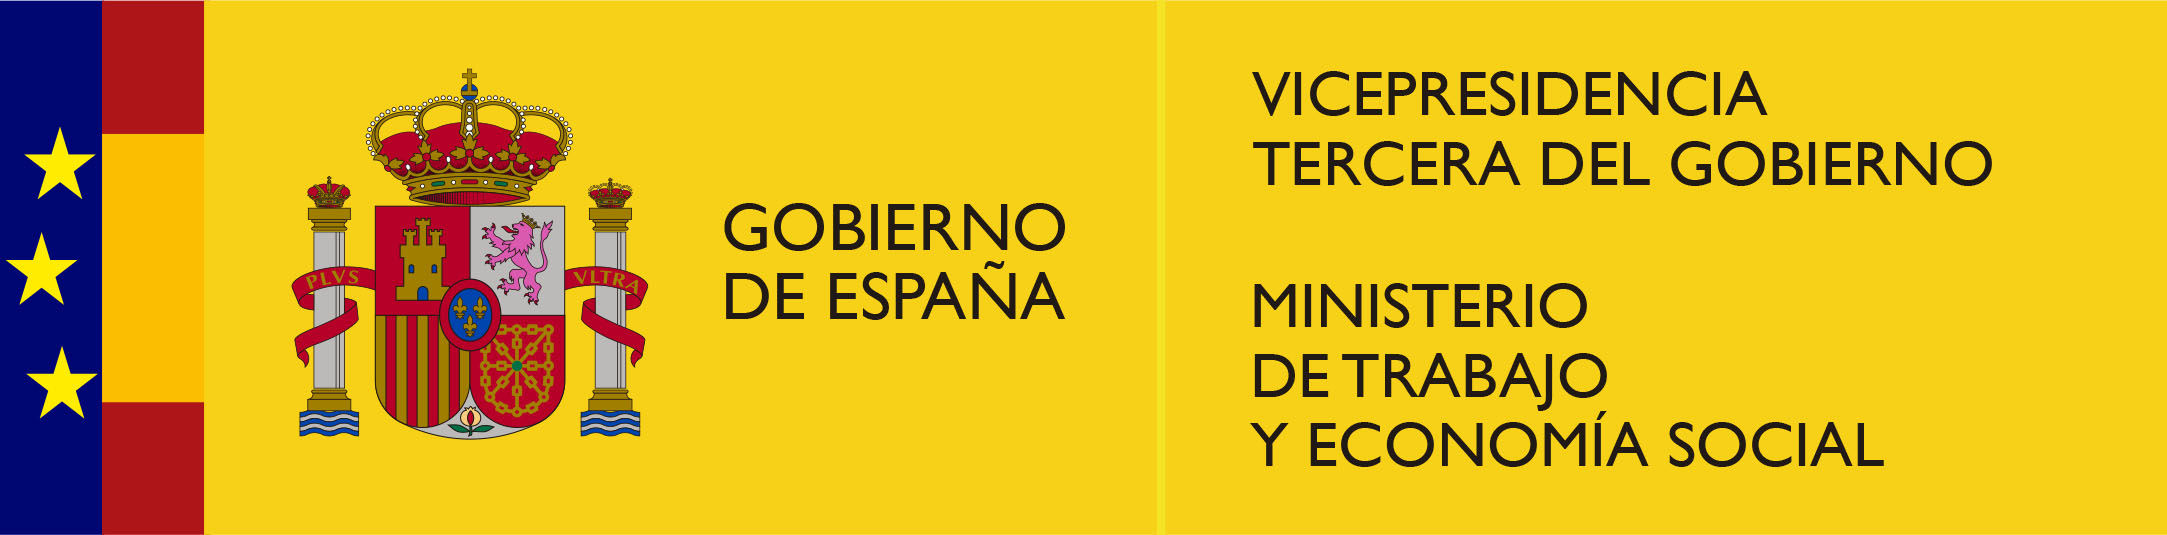 PLVS
VLTRA
GOBIERNO
DE ESPAÑA
VICEPRESIDENCIA
TERCERA DEL GOBIERNO
MINISTERIO
DE TRABAJO
Y ECONOMÍA SOCIAL